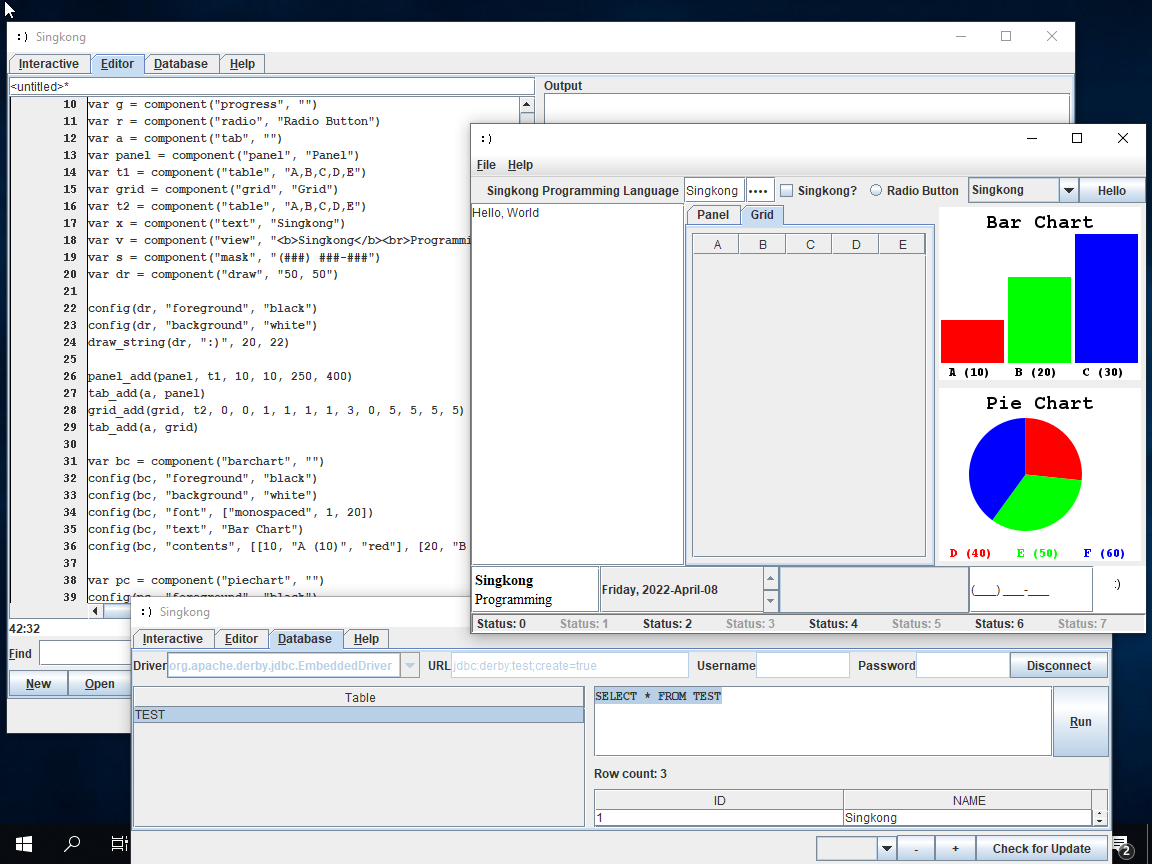 :) Singkong
Interactive Editor Database Help
<untitled>*
10 var g = component("progress", "")
11 var r = component("radio", "Radio Button")
12 var a = component("tab", "")
13 var panel = component("panel", "Panel")
14 var t1 = component("table", "A,B,C,D,E")
15 var grid = component("grid", "Grid")
16 var t2 = component("table", "A,B,C,D,E")
17 var x = component("text", "Singkong")
18 var v = component("view", "<b>Singkong</b><br>Programmi
19 var s = component("mask", "(###) ###-###")
20 var dr = component("draw", "50, 50")
21
22 config(dr, "foreground", "black")
23 config(dr, "background", "white")
24 draw_string(dr, ":)", 20, 22)
25
26 panel_add(panel, t1, 10, 10, 250, 400)
27 tab_add(a, panel)
28 grid_add(grid, t2, 0, 0, 1, 1, 1, 1, 3, 0, 5, 5, 5, 5)
29 tab_add(a, grid)
30
31 var bc = component("barchart", "")
32 config(bc, "foreground", "black")
33 config(bc, "background", "white")
34 config(bc, "font", ["monospaced", 1, 20])
35 config(bc, "text", "Bar Chart")
36 config(bc, "contents", [[10, "A (10)", "red"], [20, "B
37
38 var pc = component("piechart", "")
39 config(pc, "foreground", "black")
42:32
Find
New Open
Output
:)
File Help
Singkong Programming Language Singkong •••• Singkong? Radio Button Singkong Hello
Hello, World
Panel Grid
A B C D E
Bar Chart
A (10) B (20) C (30)
Pie Chart
D (40) E (50) F (60)
Singkong
Programming
Friday, 2022-April-08
(___) ___-___
:)
Status: 0 Status: 1 Status: 2 Status: 3 Status: 4 Status: 5 Status: 6 Status: 7
:) Singkong
Interactive Editor Database Help
Driver org.apache.derby.jdbc.EmbeddedDriver URL jdbc:derby:test;create=true Username Password Disconnect
Table
TEST
SELECT * FROM TEST
Run
Row count: 3
ID NAME
1 Singkong
- + Check for Update
2